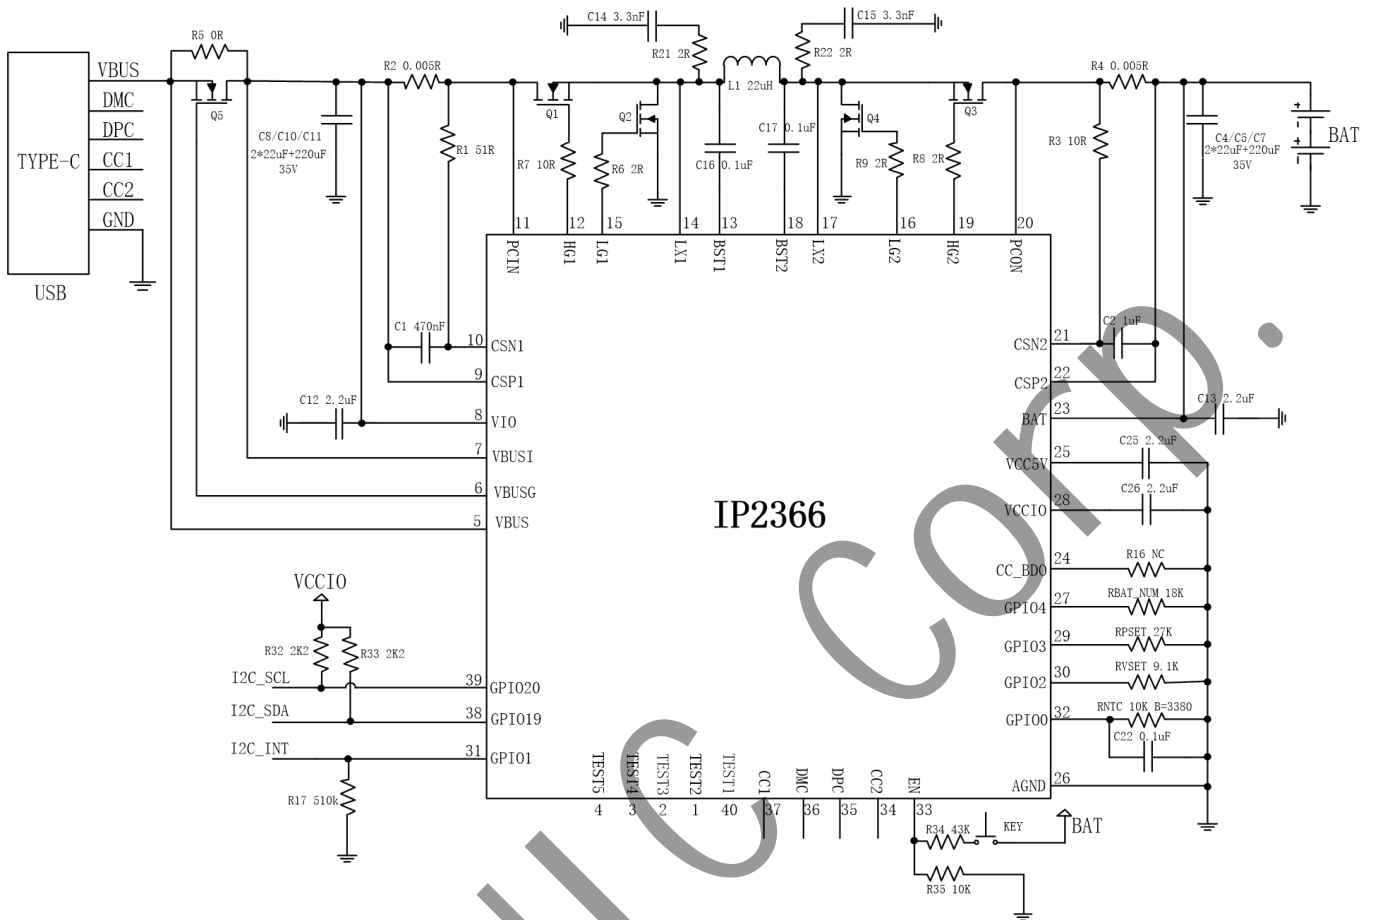 C14 3.3nF
C15 3.3nF
R5 0R
R21 2R
R22 2R
R2 0.005R
R4 0.005R
VBUS
DMC
DPC
CC1
CC2
GND
TYPE-C
USB
Q5
L1 22uH
Q1
Q2
Q4
Q3
C8/C10/C11
2*22uF+220uF
35V
R1 51R
R7 10R
R6 2R
C16 0.1uF
C17 0.1uF
R9 2R
R8 2R
R3 10R
C4/C5/C7
2*22uF+220uF
35V
+
-
+
-
BAT
11
12
15
14
13
18
17
16
19
20
PCIN
HG1
LG1
LX1
BST1
BST2
LX2
LG2
HG2
PCON
C1 470nF
10
CSN1
9
CSP1
C12 2.2uF
8
VIO
7
VBUSI
6
VBUSG
5
VBUS
C2 1uF
CSN2
21
CSP2
22
BAT
23
C13 2.2uF
VCC5V
25
C25 2.2uF
VCCIO
28
C26 2.2uF
IP2366
CC_BDO
24
R16 NC
GPIO4
27
RBAT_NUM 18K
GPIO3
29
RPSET 27K
GPIO2
30
RVSET 9.1K
GPIO0
32
RNTC 10K B=3380
C22 0.1uF
AGND
26
VCCIO
R32 2K2
R33 2K2
I2C_SCL
39
GPIO20
I2C_SDA
38
GPIO19
I2C_INT
31
GPIO1
R17 510k
TEST5
TEST4
TEST3
TEST2
TEST1
CC1
DMC
DPC
CC2
EN
4
3
2
1
40
37
36
35
34
33
R34 43K
KEY
BAT
R35 10K
Corp.